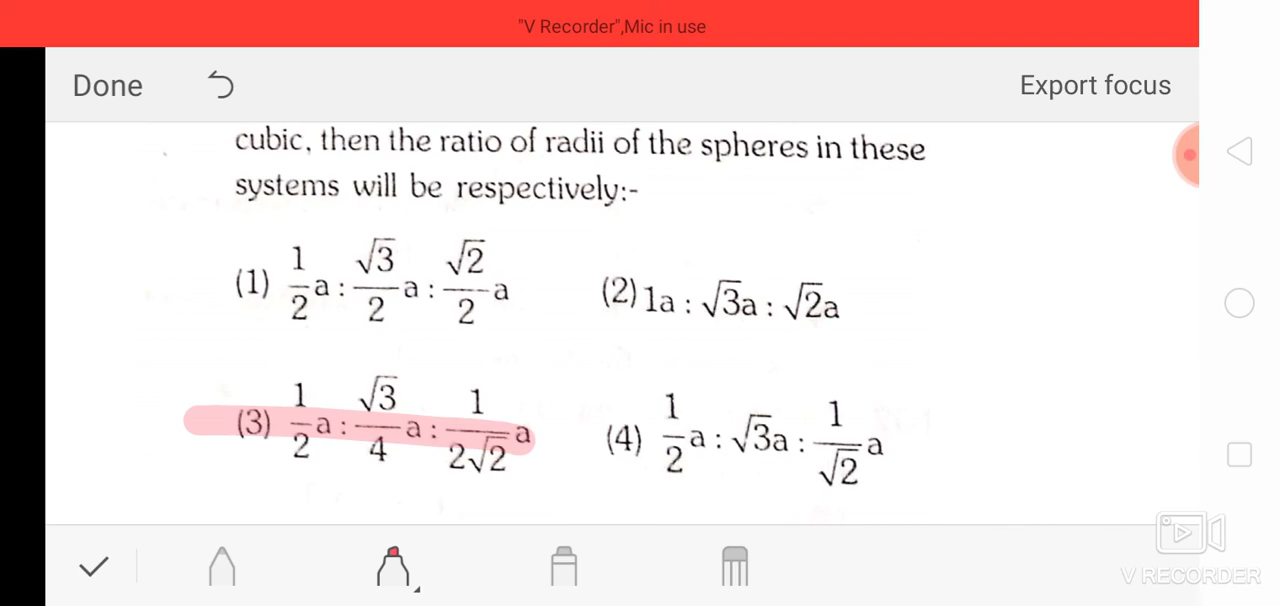 "V Recorder",Mic in use
Done
Export focus
cubic, then the ratio of radii of the spheres in these
systems will be respectively:-
(1) 1/2 a : √3/2 a : √2/2 a
(2) 1a : √3a : √2a
(3) 1/2 a : √3/4 a : 1/2√2 a
(4) 1/2 a : √3a : 1/√2 a
V RECORDER